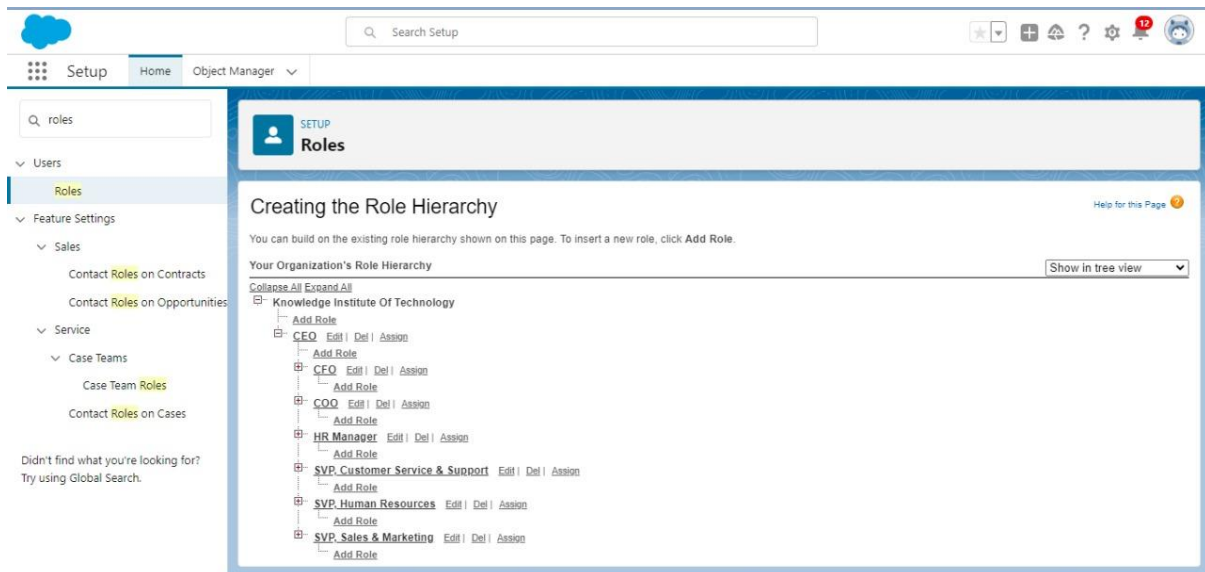 Search Setup
12
Setup
Home
Object Manager
roles
Users
Roles
Feature Settings
Sales
Contact Roles on Contracts
Contact Roles on Opportunities
Service
Case Teams
Case Team Roles
Contact Roles on Cases
Didn't find what you're looking for?
Try using Global Search.
SETUP
Roles
Creating the Role Hierarchy
Help for this Page ?
You can build on the existing role hierarchy shown on this page. To insert a new role, click Add Role.
Your Organization's Role Hierarchy
Show in tree view
Collapse All Expand All
Knowledge Institute Of Technology
Add Role
CEO Edit | Del | Assign
Add Role
CFO Edit | Del | Assign
Add Role
COO Edit | Del | Assign
Add Role
HR Manager Edit | Del | Assign
Add Role
SVP, Customer Service & Support Edit | Del | Assign
Add Role
SVP, Human Resources Edit | Del | Assign
Add Role
SVP, Sales & Marketing Edit | Del | Assign
Add Role